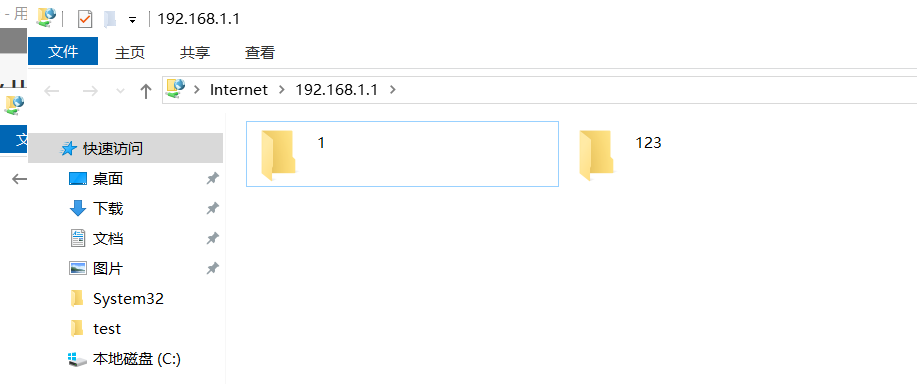 - 用
192.168.1.1
文件 主页 共享 查看
Internet 192.168.1.1
快速访问
1 123
桌面
下载
文档
图片
System32
test
本地磁盘 (C:)